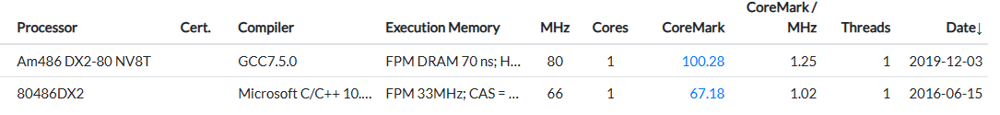 Processor Cert. Compiler Execution Memory MHz Cores CoreMark CoreMark / MHz Threads Date↓
Am486 DX2-80 NV8T GCC7.5.0 FPM DRAM 70 ns; H... 80 1 100.28 1.25 1 2019-12-03
80486DX2 Microsoft C/C++ 10.... FPM 33MHz; CAS = ... 66 1 67.18 1.02 1 2016-06-15